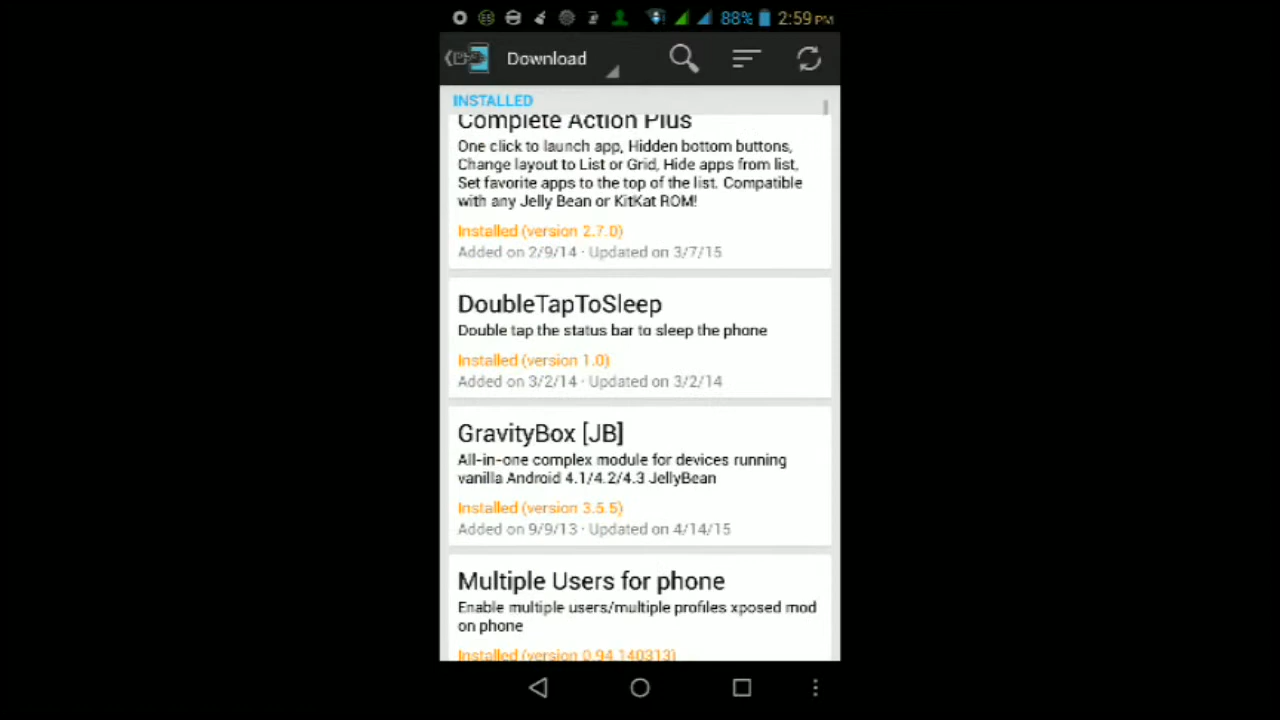 88% 2:59 PM
Download
INSTALLED
Complete Action Plus
One click to launch app, Hidden bottom buttons,
Change layout to List or Grid, Hide apps from list,
Set favorite apps to the top of the list. Compatible
with any Jelly Bean or KitKat ROM!
Installed (version 2.7.0)
Added on 2/9/14 · Updated on 3/7/15
DoubleTapToSleep
Double tap the status bar to sleep the phone
Installed (version 1.0)
Added on 3/2/14 · Updated on 3/2/14
GravityBox [JB]
All-in-one complex module for devices running
vanilla Android 4.1/4.2/4.3 JellyBean
Installed (version 3.5.5)
Added on 9/9/13 · Updated on 4/14/15
Multiple Users for phone
Enable multiple users/multiple profiles xposed mod
on phone
Installed (version 0.94.140313)